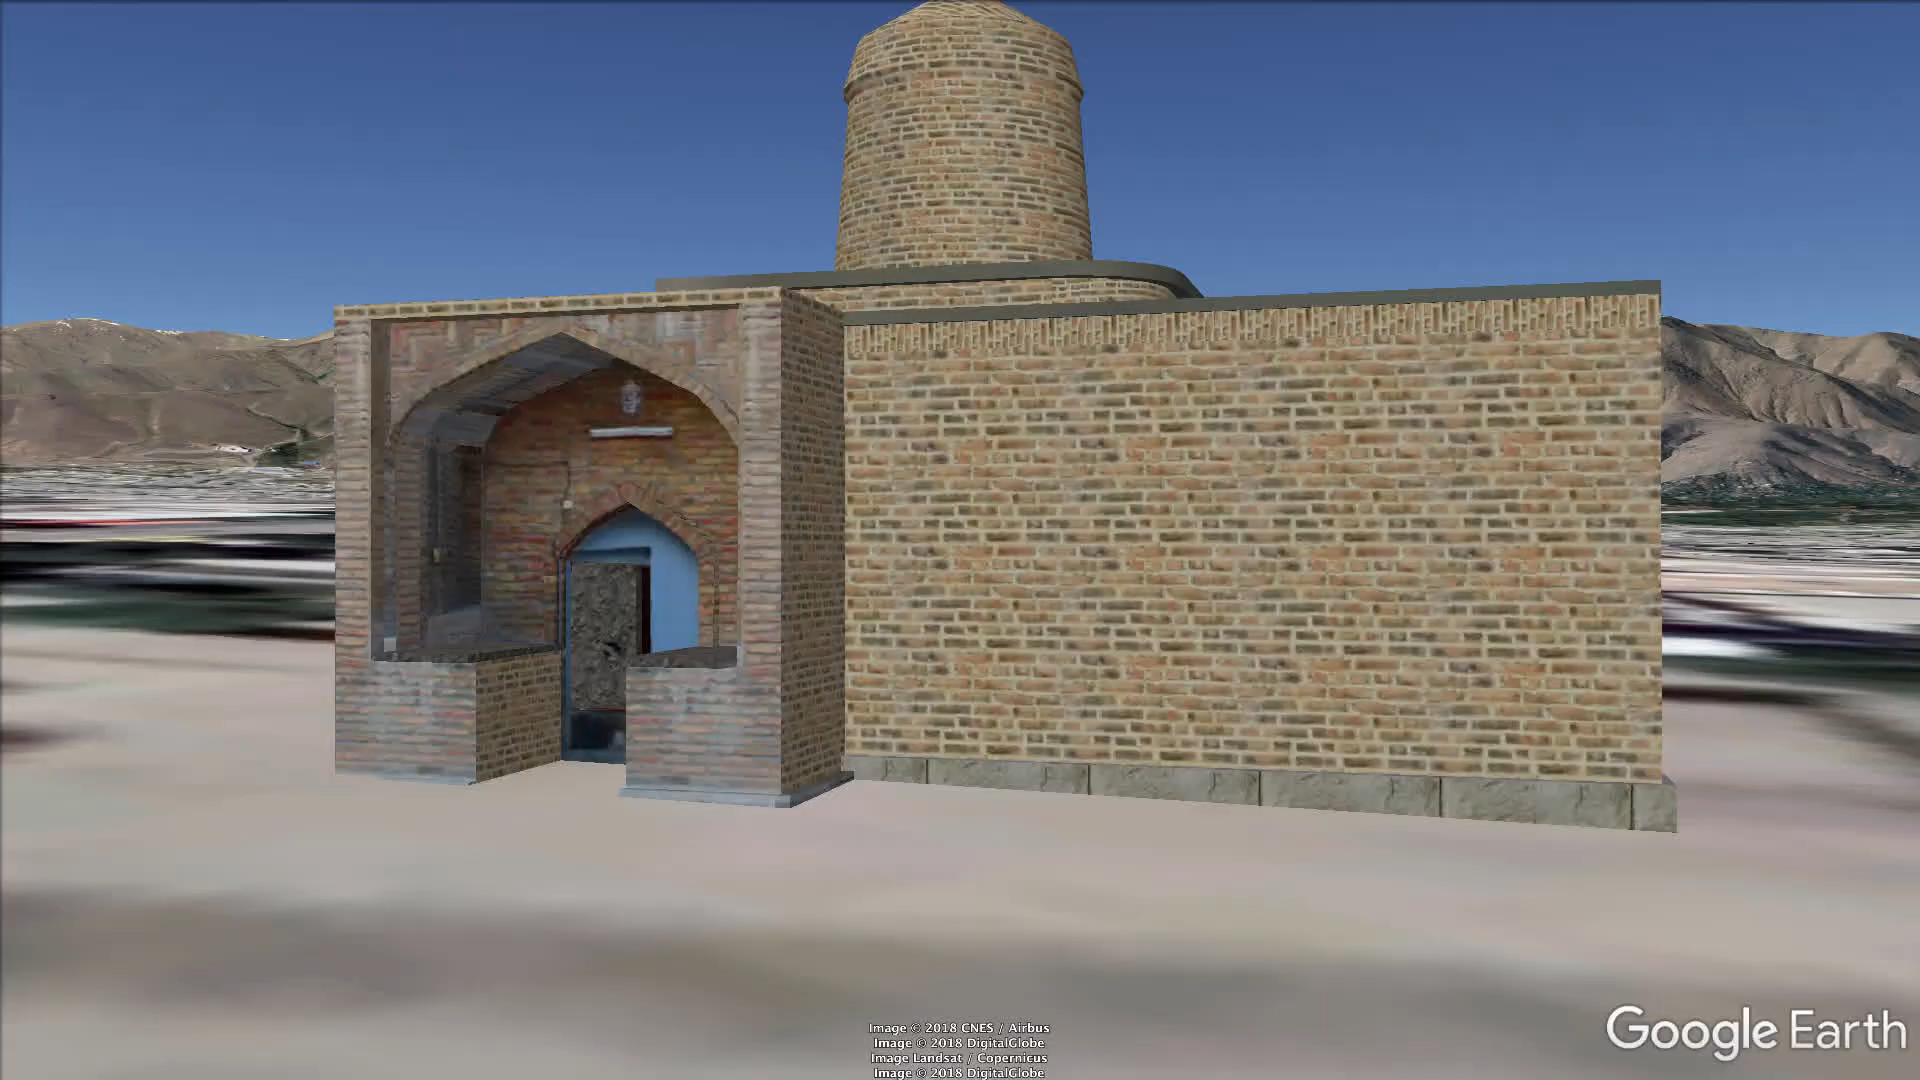 Image © 2018 CNES / Airbus
Image © 2018 DigitalGlobe
Image Landsat / Copernicus
Image © 2018 DigitalGlobe
Google Earth